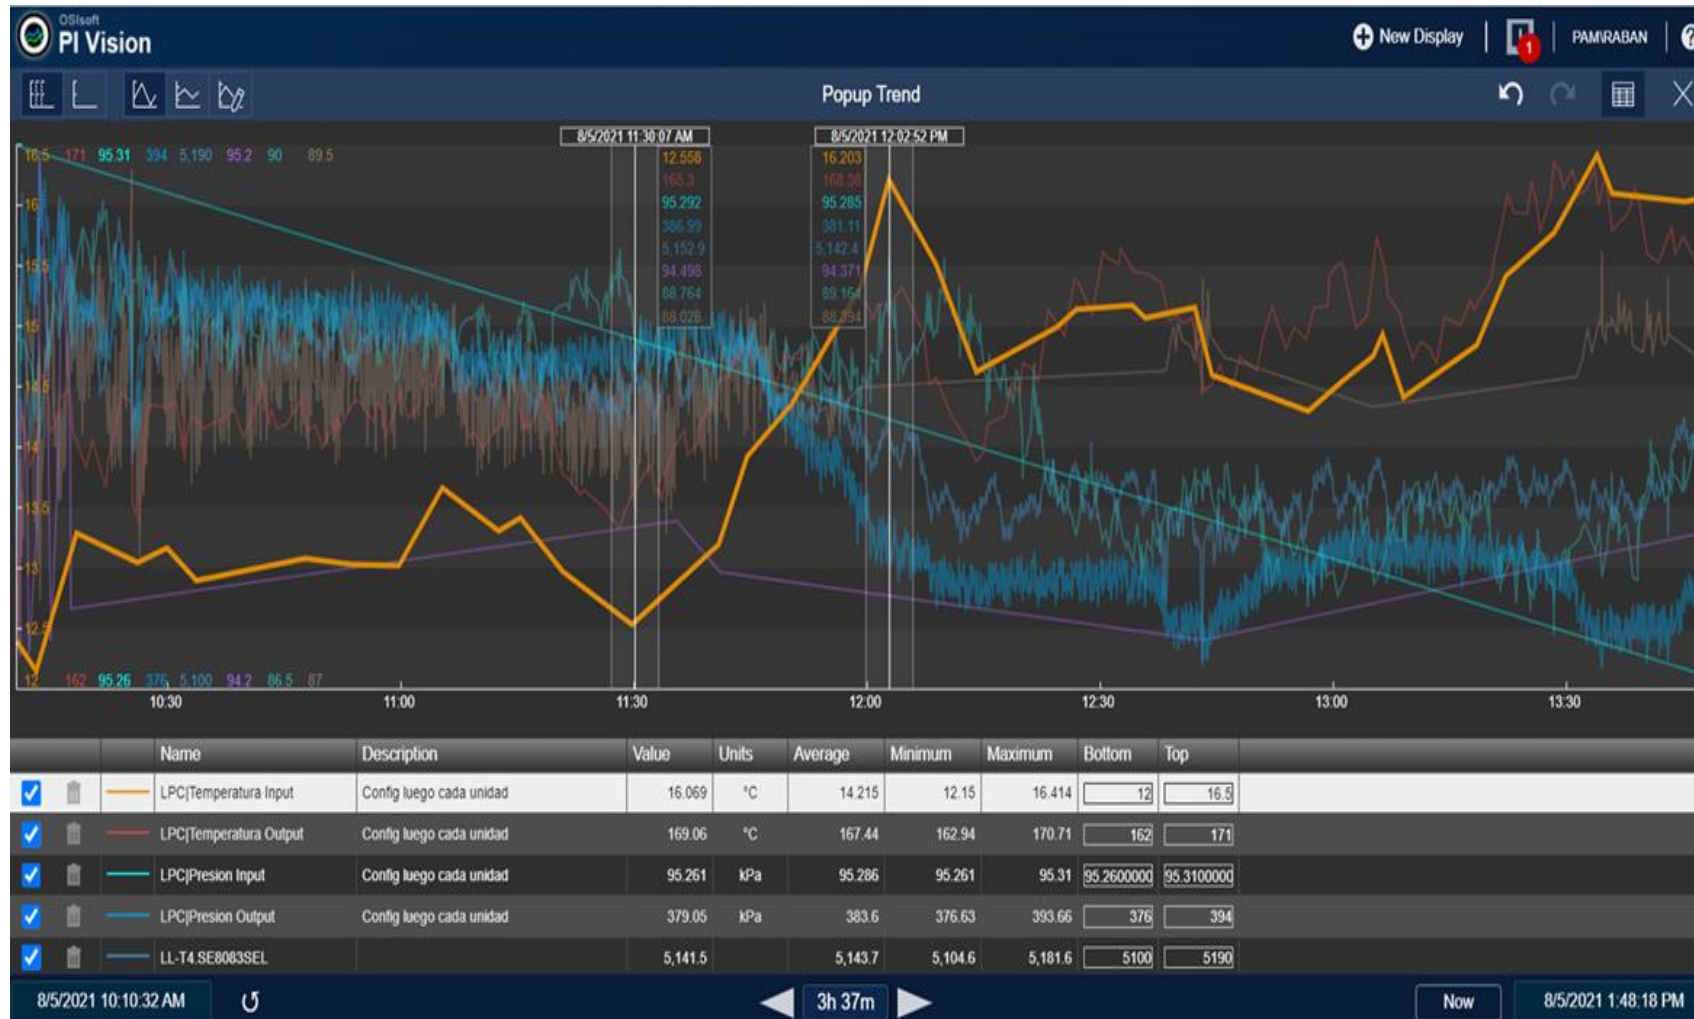 OSIsoft
PI Vision
New Display
1
PAM\RABAN
?
Popup Trend
8/5/2021 11:30:07 AM
8/5/2021 12:02:52 PM
16.5 171 95.31 394 5,190 95.2 90 89.5
12.558
165.3
95.292
386.99
5,152.9
94.498
88.764
88.026
16.203
168.38
95.285
381.11
5,142.4
94.371
89.164
88.394
16
15.5
15
14.5
14
13.5
13
12.5
12 162 95.26 376 5,100 94.2 86.5 87
10:30 11:00 11:30 12:00 12:30 13:00 13:30
Name Description Value Units Average Minimum Maximum Bottom Top
LPC|Temperatura Input Config luego cada unidad 16.069 °C 14.215 12.15 16.414 12 16.5
LPC|Temperatura Output Config luego cada unidad 169.06 °C 167.44 162.94 170.71 162 171
LPC|Presion Input Config luego cada unidad 95.261 kPa 95.286 95.261 95.31 95.2600000 95.3100000
LPC|Presion Output Config luego cada unidad 379.05 kPa 383.6 376.63 393.66 376 394
LL-T4.SE8083SEL 5,141.5 5,143.7 5,104.6 5,181.6 5100 5190
8/5/2021 10:10:32 AM 3h 37m Now 8/5/2021 1:48:18 PM